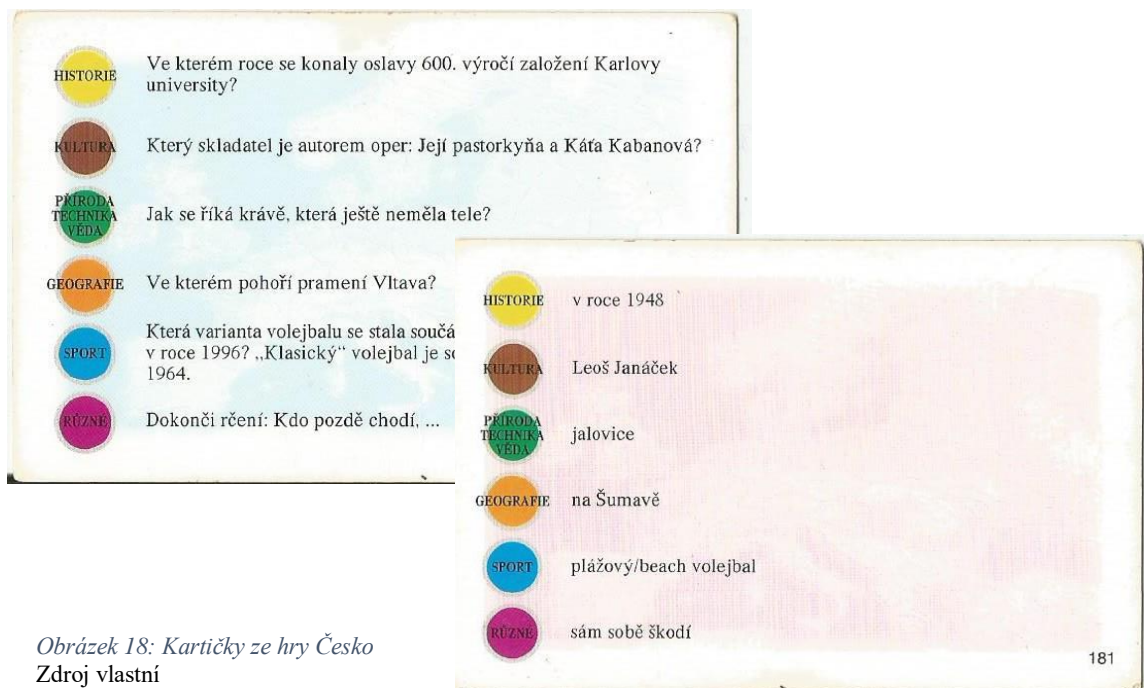 HISTORIE
Ve kterém roce se konaly oslavy 600. výročí založení Karlovy
university?
KULTURA
Který skladatel je autorem oper: Její pastorkyňa a Káťa Kabanová?
PŘÍRODA
TECHNIKA
VĚDA
Jak se říká krávě, která ještě neměla tele?
GEOGRAFIE
Ve kterém pohoří pramení Vltava?
SPORT
Která varianta volejbalu se stala
v roce 1996? „Klasický“ volejbal je
1964.
RŮZNÉ
Dokonči rčení: Kdo pozdě chodí, ...
HISTORIE
v roce 1948
KULTURA
Leoš Janáček
PŘÍRODA
TECHNIKA
VĚDA
jalovice
GEOGRAFIE
na Šumavě
SPORT
plážový/beach volejbal
RŮZNÉ
sám sobě škodí
181
Obrázek 18: Kartičky ze hry Česko
Zdroj vlastní